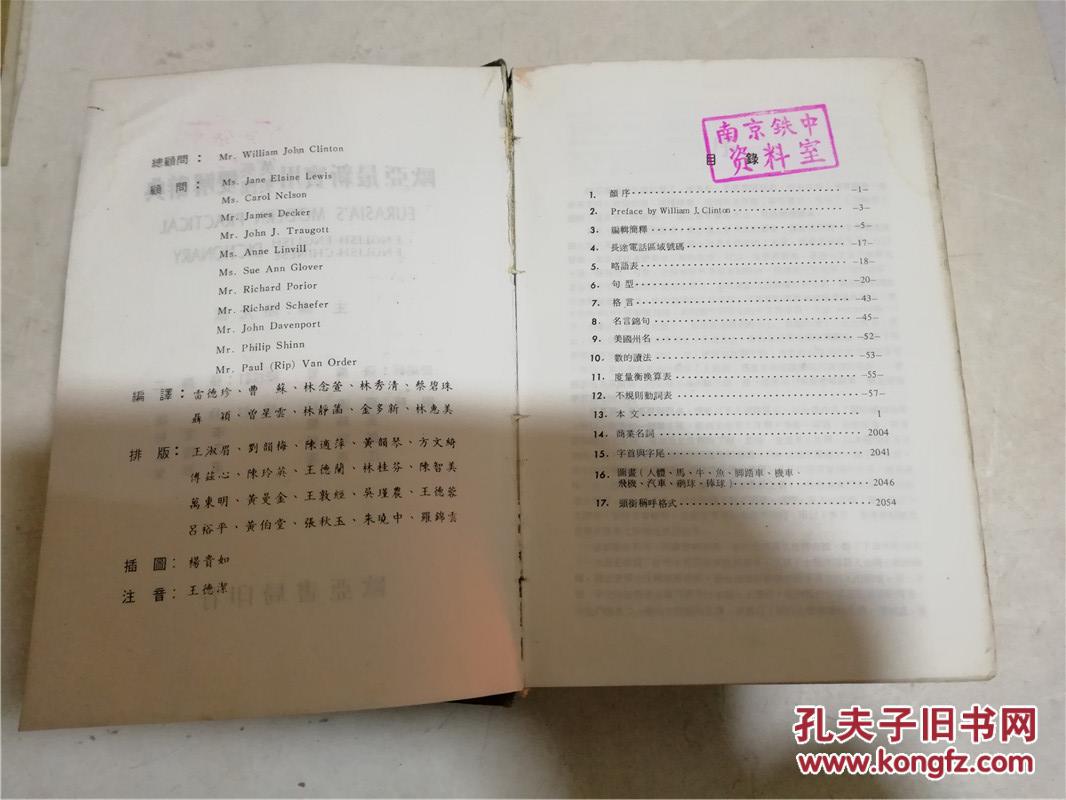 總顧問： Mr. William John Clinton
顧 問： Ms. Jane Elaine Lewis
Ms. Carol Nelson
Mr. James Decker
Mr. John J. Traugott
Ms. Anne Linvill
Ms. Sue Ann Glover
Mr. Richard Porior
Mr. Richard Schaefer
Mr. John Davenport
Mr. Philip Shinn
Mr. Paul (Rip) Van Order
編 譯：雷德珍、曹 蘇、林念萱、林秀清、蔡碧珠
聶 穎、曾星雲、林靜菡、金多新、林惠美
排 版：王淑眉、劉韻梅、陳適萍、黃韻琴、方文綺
傅茲心、陳玲英、王德蘭、林桂芬、陳智美
萬東明、黃曼金、王敦經、吳瑾農、王德蓉
呂裕平、黃伯堂、張秋玉、朱曉中、羅錦雲
插 圖：楊貴如
注 音：王德潔
南京鉄中
资料室
目 錄
1. 顏序 -1-
2. Preface by William J. Clinton -3-
3. 編輯簡釋 -5-
4. 長途電話區域號碼 -17-
5. 略語表 -18-
6. 句型 -20-
7. 格言 -43-
8. 名言錦句 -45-
9. 美國州名 -52-
10. 數的讀法 -53-
11. 度量衡換算表 -55-
12. 不規則動詞表 -57-
13. 本文 1
14. 商業名詞 2004
15. 字首與字尾 2041
16. 圖畫（人體、馬、牛、魚、脚踏車、機車、
飛機、汽車、網球、棒球） 2046
17. 頭銜稱呼格式 2054
孔夫子旧书网
www.kongfz.com